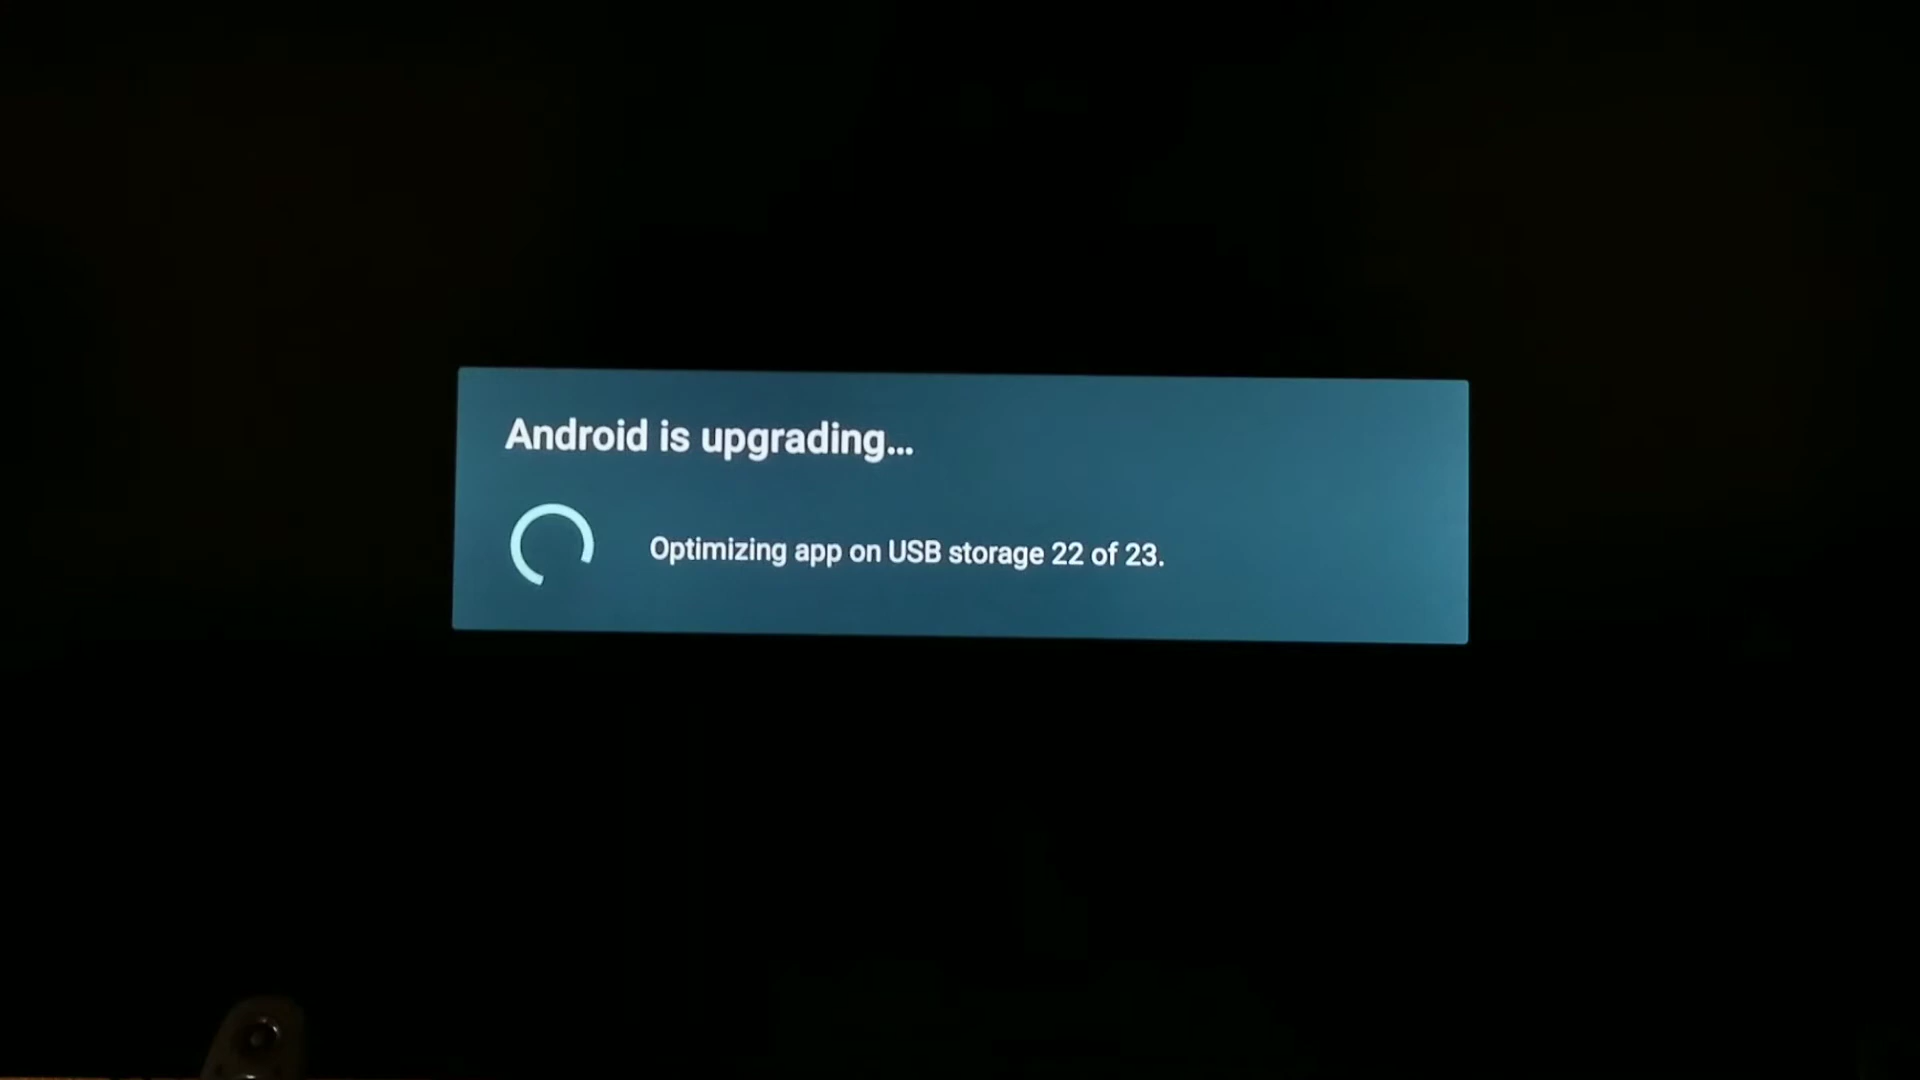 Android is upgrading...
Optimizing app on USB storage 22 of 23.